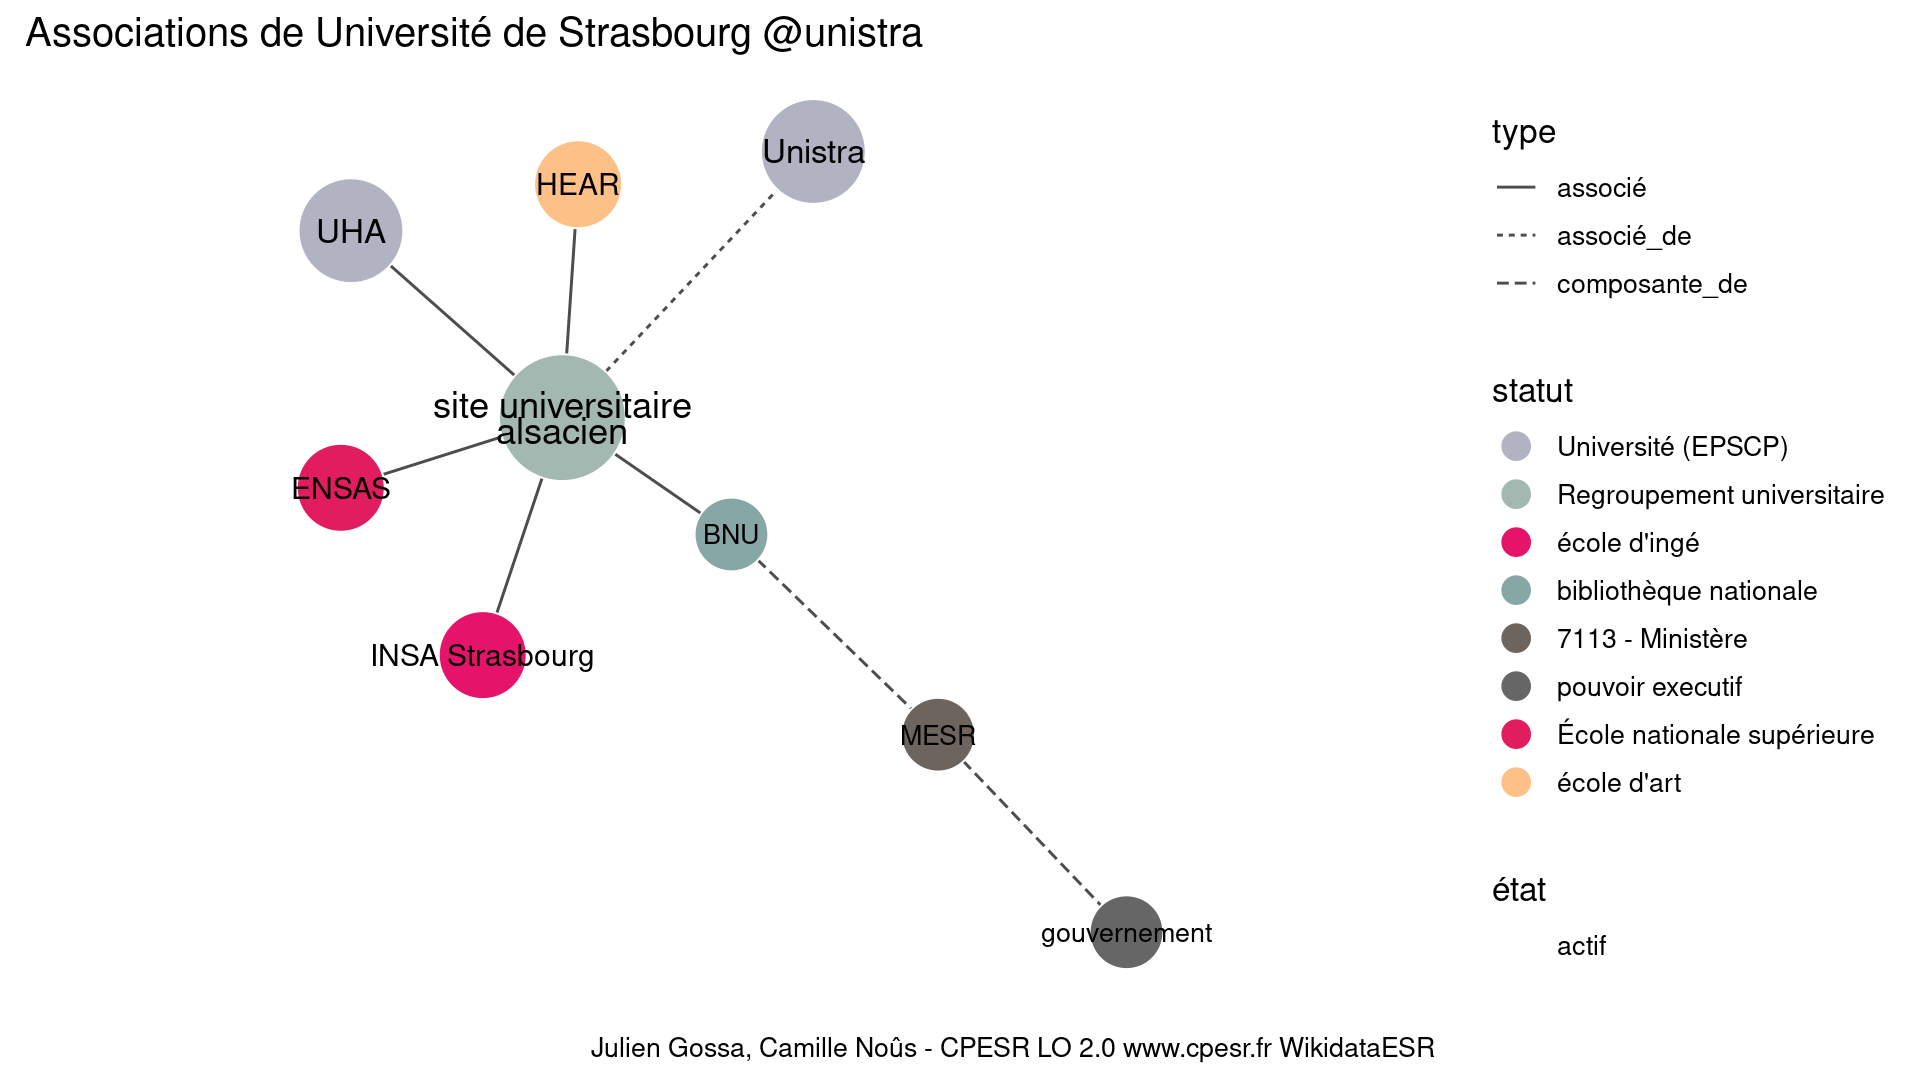 Associations de Université de Strasbourg @unistra
Unistra
HEAR
UHA
site universitaire
alsacien
ENSAS
BNU
INSA Strasbourg
MESR
gouvernement
type
associé
associé_de
composante_de
statut
Université (EPSCP)
Regroupement universitaire
école d'ingé
bibliothèque nationale
7113 - Ministère
pouvoir executif
École nationale supérieure
école d'art
état
actif
Julien Gossa, Camille Noûs - CPESR LO 2.0 www.cpesr.fr WikidataESR